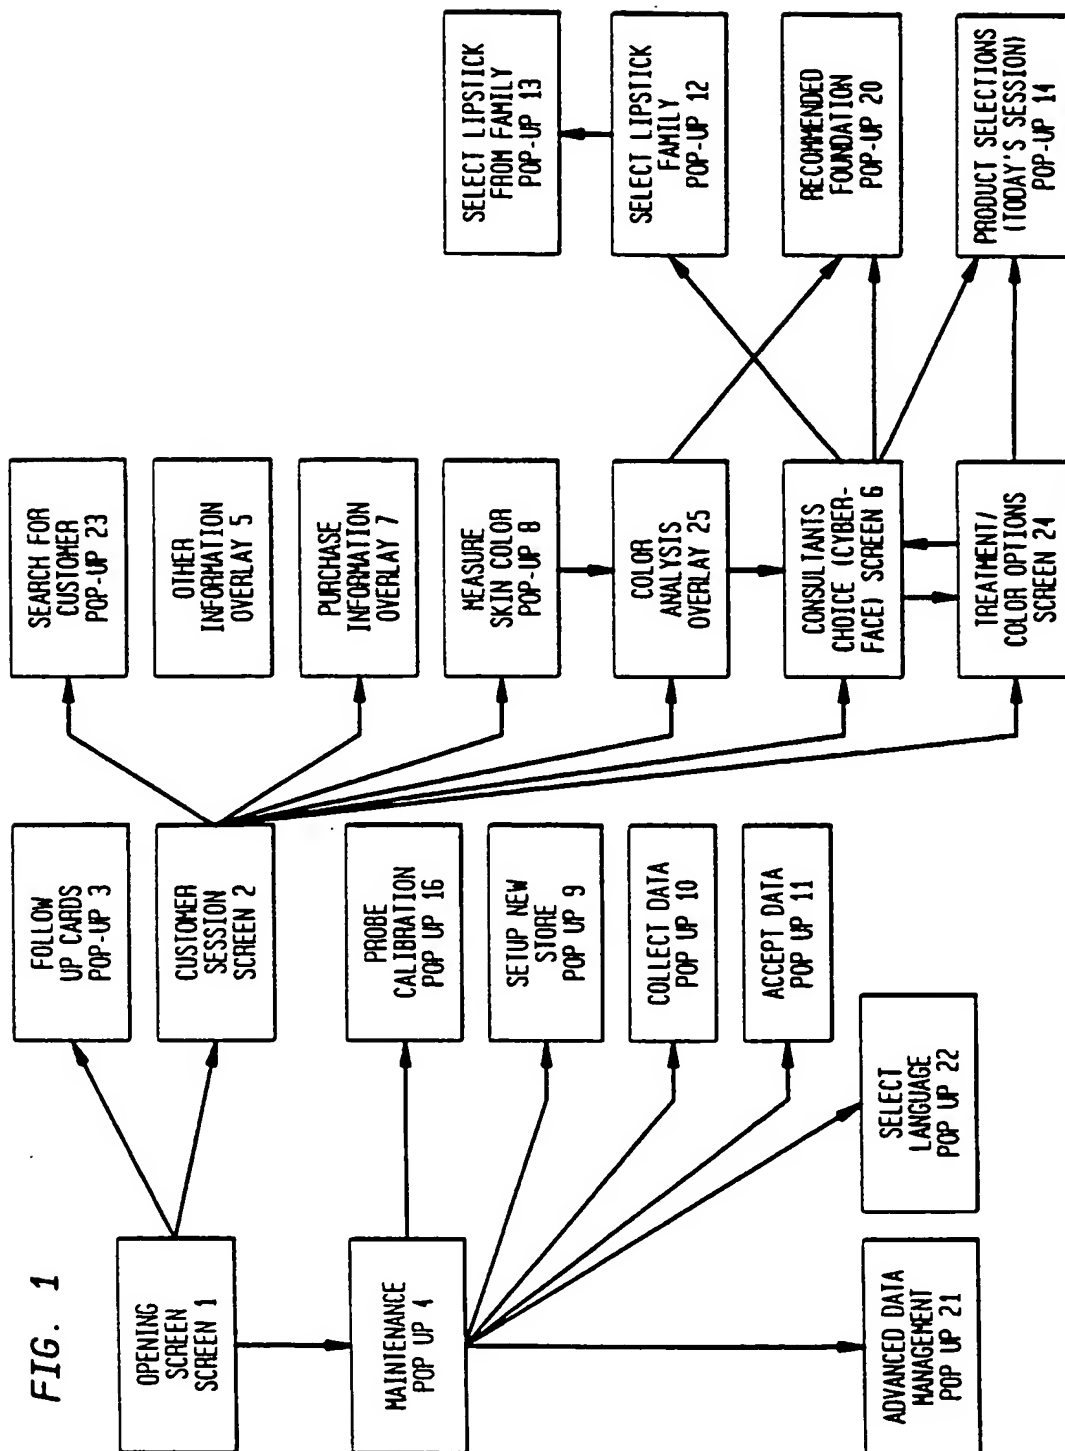 FIG. 1
OPENING
SCREEN
SCREEN 1
MAINTENANCE
POP UP 4
ADVANCED DATA
MANAGEMENT
POP UP 21
SELECT
LANGUAGE
POP UP 22
FOLLOW
UP CARDS
POP-UP 3
CUSTOMER
SESSION
SCREEN 2
PROBE
CALIBRATION
POP UP 16
SETUP NEW
STORE
POP UP 9
COLLECT DATA
POP UP 10
ACCEPT DATA
POP UP 11
SEARCH FOR
CUSTOMER
POP-UP 23
OTHER
INFORMATION
OVERLAY 5
PURCHASE
INFORMATION
OVERLAY 7
MEASURE
SKIN COLOR
POP-UP 8
COLOR
ANALYSIS
OVERLAY 25
CONSULTANTS
CHOICE (CYBER-
FACE) SCREEN 6
TREATMENT/
COLOR OPTIONS
SCREEN 24
SELECT LIPSTICK
FROM FAMILY
POP-UP 13
SELECT LIPSTICK
FAMILY
POP-UP 12
RECOMMENDED
FOUNDATION
POP-UP 20
PRODUCT SELECTIONS
(TODAY'S SESSION)
POP-UP 14